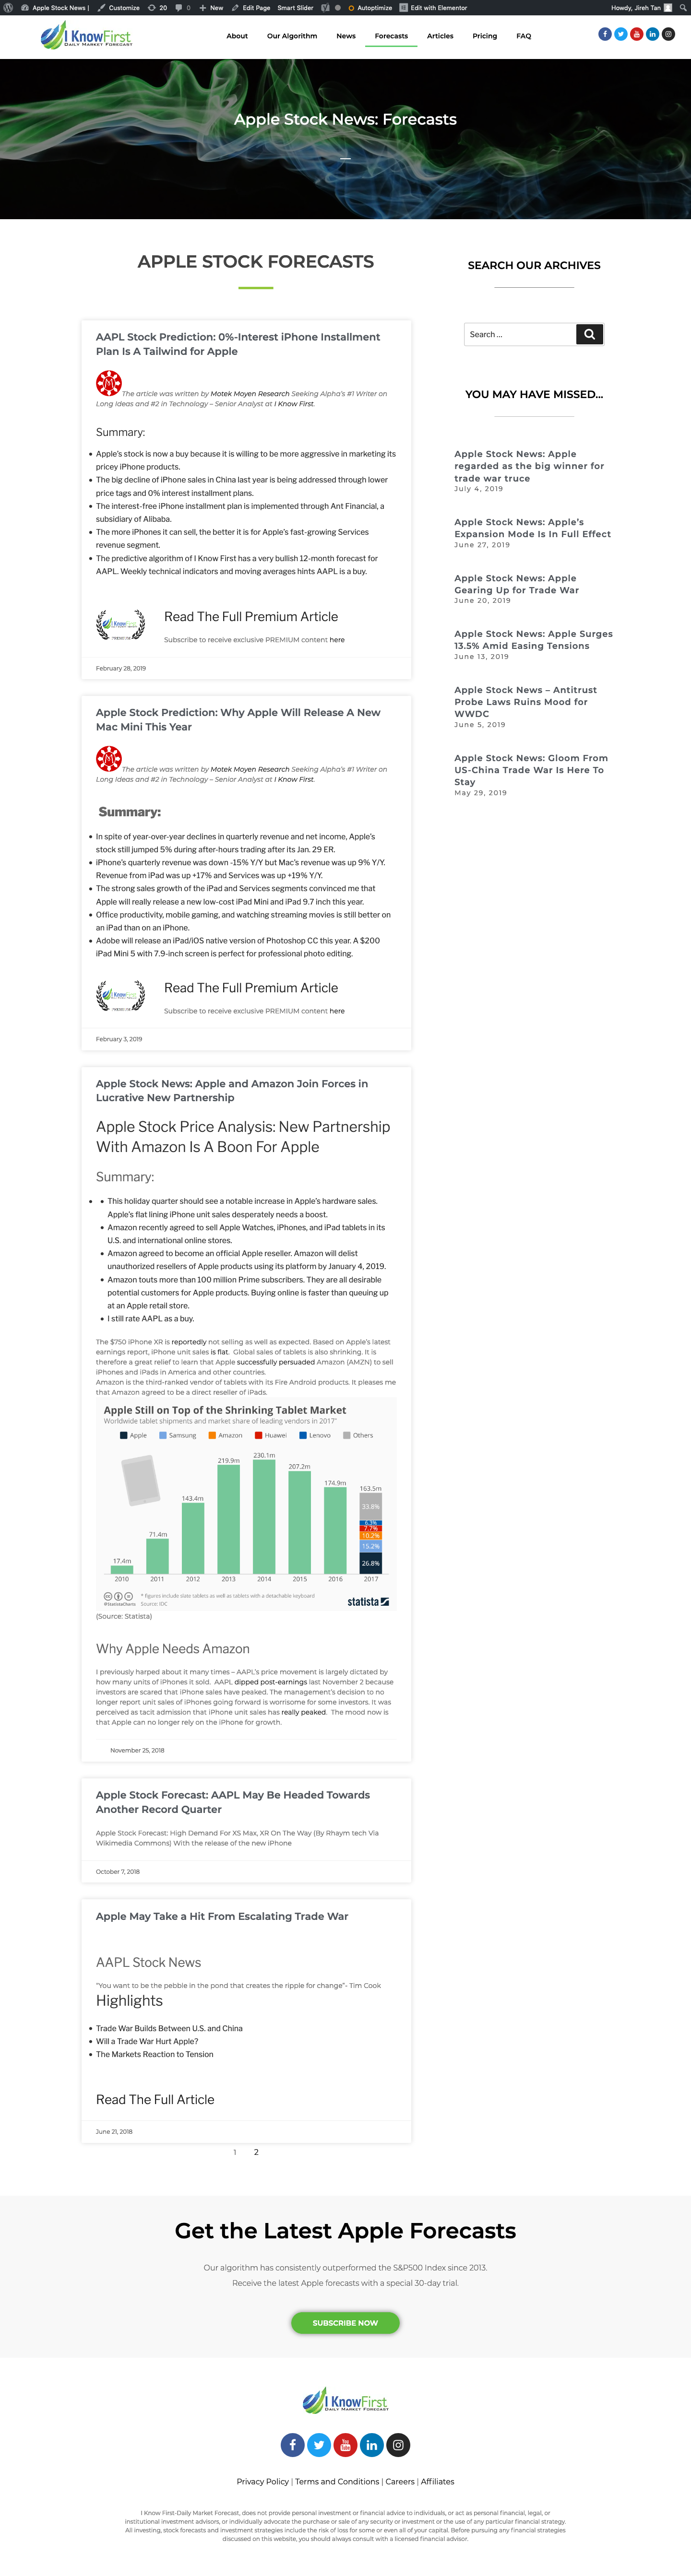 Apple Stock News |
Customize
20
0
New
Edit Page
Smart Slider
Autoptimize
Edit with Elementor
Howdy, Jireh Tan
I KnowFirst
DAILY MARKET FORECAST
About
Our Algorithm
News
Forecasts
Articles
Pricing
FAQ
Apple Stock News: Forecasts
APPLE STOCK FORECASTS
AAPL Stock Prediction: 0%-Interest iPhone Installment
Plan Is A Tailwind for Apple
The article was written by Motek Moyen Research Seeking Alpha's #1 Writer on
Long Ideas and #2 in Technology – Senior Analyst at I Know First.
Summary:
Apple's stock is now a buy because it is willing to be more aggressive in marketing its
pricey iPhone products.
The big decline of iPhone sales in China last year is being addressed through lower
price tags and 0% interest installment plans.
The interest-free iPhone installment plan is implemented through Ant Financial, a
subsidiary of Alibaba.
The more iPhones it can sell, the better it is for Apple's fast-growing Services
revenue segment.
The predictive algorithm of I Know First has a very bullish 12-month forecast for
AAPL. Weekly technical indicators and moving averages hints AAPL is a buy.
Read The Full Premium Article
Subscribe to receive exclusive PREMIUM content here
February 28, 2019
Apple Stock Prediction: Why Apple Will Release A New
Mac Mini This Year
The article was written by Motek Moyen Research Seeking Alpha's #1 Writer on
Long Ideas and #2 in Technology – Senior Analyst at I Know First.
Summary:
In spite of year-over-year declines in quarterly revenue and net income, Apple's
stock still jumped 5% during after-hours trading after its Jan. 29 ER.
iPhone's quarterly revenue was down -15% Y/Y but Mac's revenue was up 9% Y/Y.
Revenue from iPad was up +17% and Services was up +19% Y/Y.
The strong sales growth of the iPad and Services segments convinced me that
Apple will really release a new low-cost iPad Mini and iPad 9.7 inch this year.
Office productivity, mobile gaming, and watching streaming movies is still better on
an iPad than on an iPhone.
Adobe will release an iPad/iOS native version of Photoshop CC this year. A $200
iPad Mini 5 with 7.9-inch screen is perfect for professional photo editing.
Read The Full Premium Article
Subscribe to receive exclusive PREMIUM content here
February 3, 2019
Apple Stock News: Apple and Amazon Join Forces in
Lucrative New Partnership
Apple Stock Price Analysis: New Partnership
With Amazon Is A Boon For Apple
Summary:
This holiday quarter should see a notable increase in Apple's hardware sales.
Apple's flat lining iPhone unit sales desperately needs a boost.
Amazon recently agreed to sell Apple Watches, iPhones, and iPad tablets in its
U.S. and international online stores.
Amazon agreed to become an official Apple reseller. Amazon will delist
unauthorized resellers of Apple products using its platform by January 4, 2019.
Amazon touts more than 100 million Prime subscribers. They are all desirable
potential customers for Apple products. Buying online is faster than queuing up
at an Apple retail store.
I still rate AAPL as a buy.
The $750 iPhone XR is reportedly not selling as well as expected. Based on Apple's latest
earnings report, iPhone unit sales is flat. Global sales of tablets is also shrinking. It is
therefore a great relief to learn that Apple successfully persuaded Amazon (AMZN) to sell
iPhones and iPads in America and other countries.
Amazon is the third-ranked vendor of tablets with its Fire Android products. It pleases me
that Amazon agreed to be a direct reseller of iPads.
Apple Still on Top of the Shrinking Tablet Market
Worldwide tablet shipments and market share of leading vendors in 2017*
Apple Samsung Amazon Huawei Lenovo Others
17.4m 71.4m 143.4m 219.9m 230.1m 207.2m 174.9m 163.5m
33.8%
6.3%
7.7%
10.2%
15.2%
26.8%
2010 2011 2012 2013 2014 2015 2016 2017
* figures include slate tablets as well as tablets with a detachable keyboard
@StatistaCharts Source: IDC
statista
(Source: Statista)
Why Apple Needs Amazon
I previously harped about it many times – AAPL's price movement is largely dictated by
how many units of iPhones it sold. AAPL dipped post-earnings last November 2 because
investors are scared that iPhone sales have peaked. The management's decision to no
longer report unit sales of iPhones going forward is worrisome for some investors. It was
perceived as tacit admission that iPhone unit sales has really peaked. The mood now is
that Apple can no longer rely on the iPhone for growth.
November 25, 2018
Apple Stock Forecast: AAPL May Be Headed Towards
Another Record Quarter
Apple Stock Forecast: High Demand For XS Max, XR On The Way (By Rhaym tech Via
Wikimedia Commons) With the release of the new iPhone
October 7, 2018
Apple May Take a Hit From Escalating Trade War
AAPL Stock News
"You want to be the pebble in the pond that creates the ripple for change"- Tim Cook
Highlights
Trade War Builds Between U.S. and China
Will a Trade War Hurt Apple?
The Markets Reaction to Tension
Read The Full Article
June 21, 2018
1 2
SEARCH OUR ARCHIVES
Search ...
YOU MAY HAVE MISSED...
Apple Stock News: Apple
regarded as the big winner for
trade war truce
July 4, 2019
Apple Stock News: Apple's
Expansion Mode Is In Full Effect
June 27, 2019
Apple Stock News: Apple
Gearing Up for Trade War
June 20, 2019
Apple Stock News: Apple Surges
13.5% Amid Easing Tensions
June 13, 2019
Apple Stock News – Antitrust
Probe Laws Ruins Mood for
WWDC
June 5, 2019
Apple Stock News: Gloom From
US-China Trade War Is Here To
Stay
May 29, 2019
Get the Latest Apple Forecasts
Our algorithm has consistently outperformed the S&P500 Index since 2013.
Receive the latest Apple forecasts with a special 30-day trial.
SUBSCRIBE NOW
I KnowFirst
DAILY MARKET FORECAST
Privacy Policy | Terms and Conditions | Careers | Affiliates
I Know First-Daily Market Forecast, does not provide personal investment or financial advice to individuals, or act as personal financial, legal, or
institutional investment advisors, or individually advocate the purchase or sale of any security or investment or the use of any particular financial strategy.
All investing, stock forecasts and investment strategies include the risk of loss for some or even all of your capital. Before pursuing any financial strategies
discussed on this website, you should always consult with a licensed financial advisor.